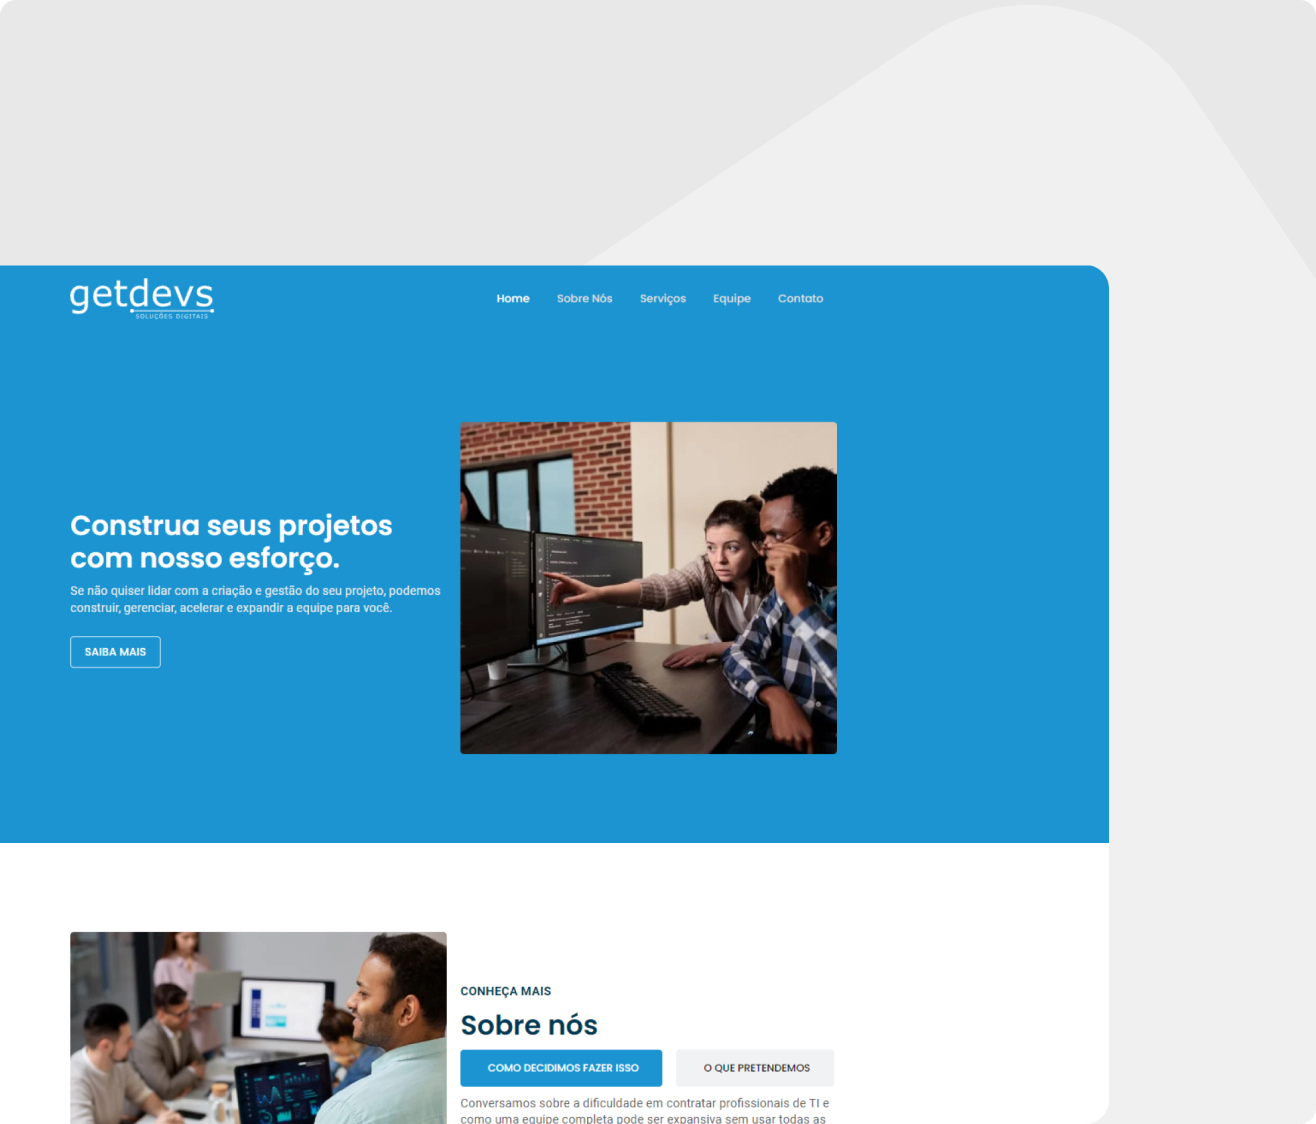 getdevs
SOLUÇÕES DIGITAIS
Home Sobre Nós Serviços Equipe Contato
Construa seus projetos
com nosso esforço.
Se não quiser lidar com a criação e gestão do seu projeto, podemos
construir, gerenciar, acelerar e expandir a equipe para você.
SAIBA MAIS
CONHEÇA MAIS
Sobre nós
COMO DECIDIMOS FAZER ISSO O QUE PRETENDEMOS
Conversamos sobre a dificuldade em contratar profissionais de TI e
como uma equipe completa pode ser expansiva sem usar todas as